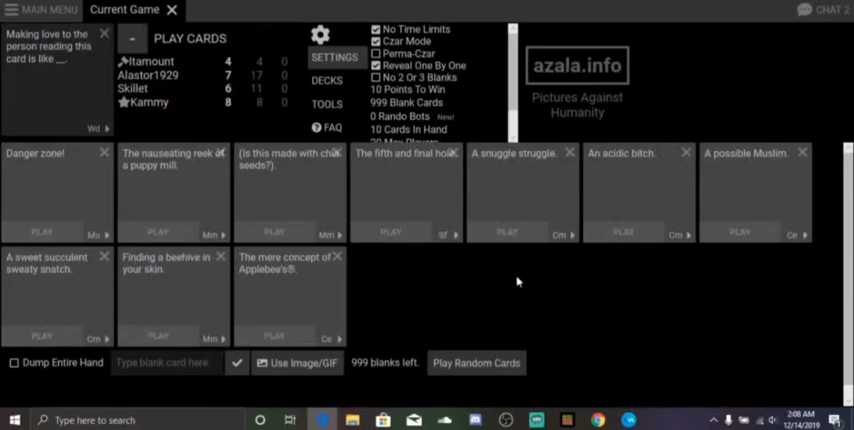 MAIN MENU
Current Game
CHAT 2
Making love to the
person reading this
card is like __.
Wd
-
PLAY CARDS
Itamount 4 4 0
Alastor1929 7 17 0
Skillet 6 11 0
Kammy 8 8 0
SETTINGS
DECKS
TOOLS
FAQ
No Time Limits
Czar Mode
Perma-Czar
Reveal One By One
No 2 Or 3 Blanks
10 Points To Win
999 Blank Cards
0 Rando Bots New!
10 Cards In Hand
20 Max Players
azala.info
Pictures Against
Humanity
Danger zone!
PLAY
Mu
The nauseating reek of
a puppy mill.
PLAY
Mm
(Is this made with chia
seeds?).
PLAY
Mm
The fifth and final hole.
PLAY
Sf
A snuggle struggle.
PLAY
Cm
An acidic bitch.
PLAY
Cm
A possible Muslim.
PLAY
Ce
A sweet succulent
sweaty snatch.
PLAY
Cm
Finding a beehive in
your skin.
PLAY
Mm
The mere concept of
Applebee's®.
PLAY
Ce
Dump Entire Hand
Type blank card here.
Use Image/GIF
999 blanks left.
Play Random Cards
Type here to search
2:08 AM
12/14/2019